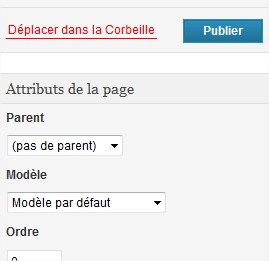 Déplacer dans la Corbeille
Publier
Attributs de la page
Parent
(pas de parent)
Modèle
Modèle par défaut
Ordre